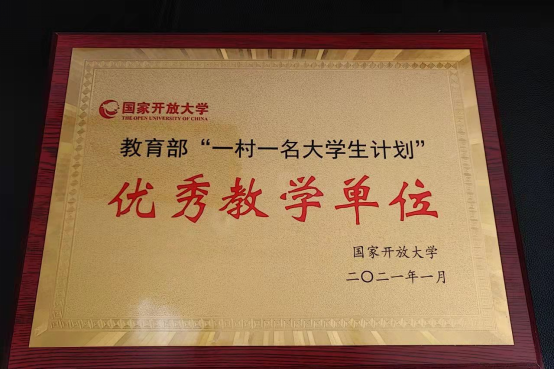 国家开放大学
THE OPEN UNIVERSITY OF CHINA
教育部“一村一名大学生计划”
优秀教学单位
国家开放大学
二〇二一年一月